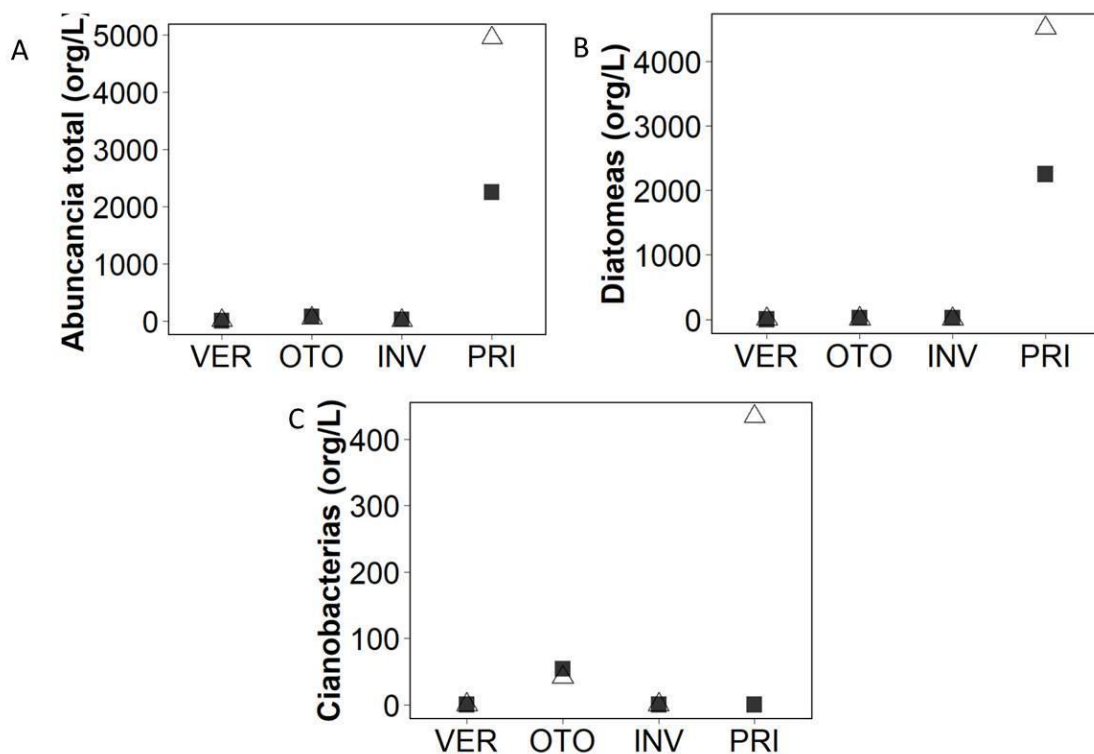 A
Abuncancia total (org/L)
5000
4000
3000
2000
1000
0
VER OTO INV PRI
B
Diatomeas (org/L)
4000
3000
2000
1000
0
VER OTO INV PRI
C
Cianobacterias (org/L)
400
300
200
100
0
VER OTO INV PRI